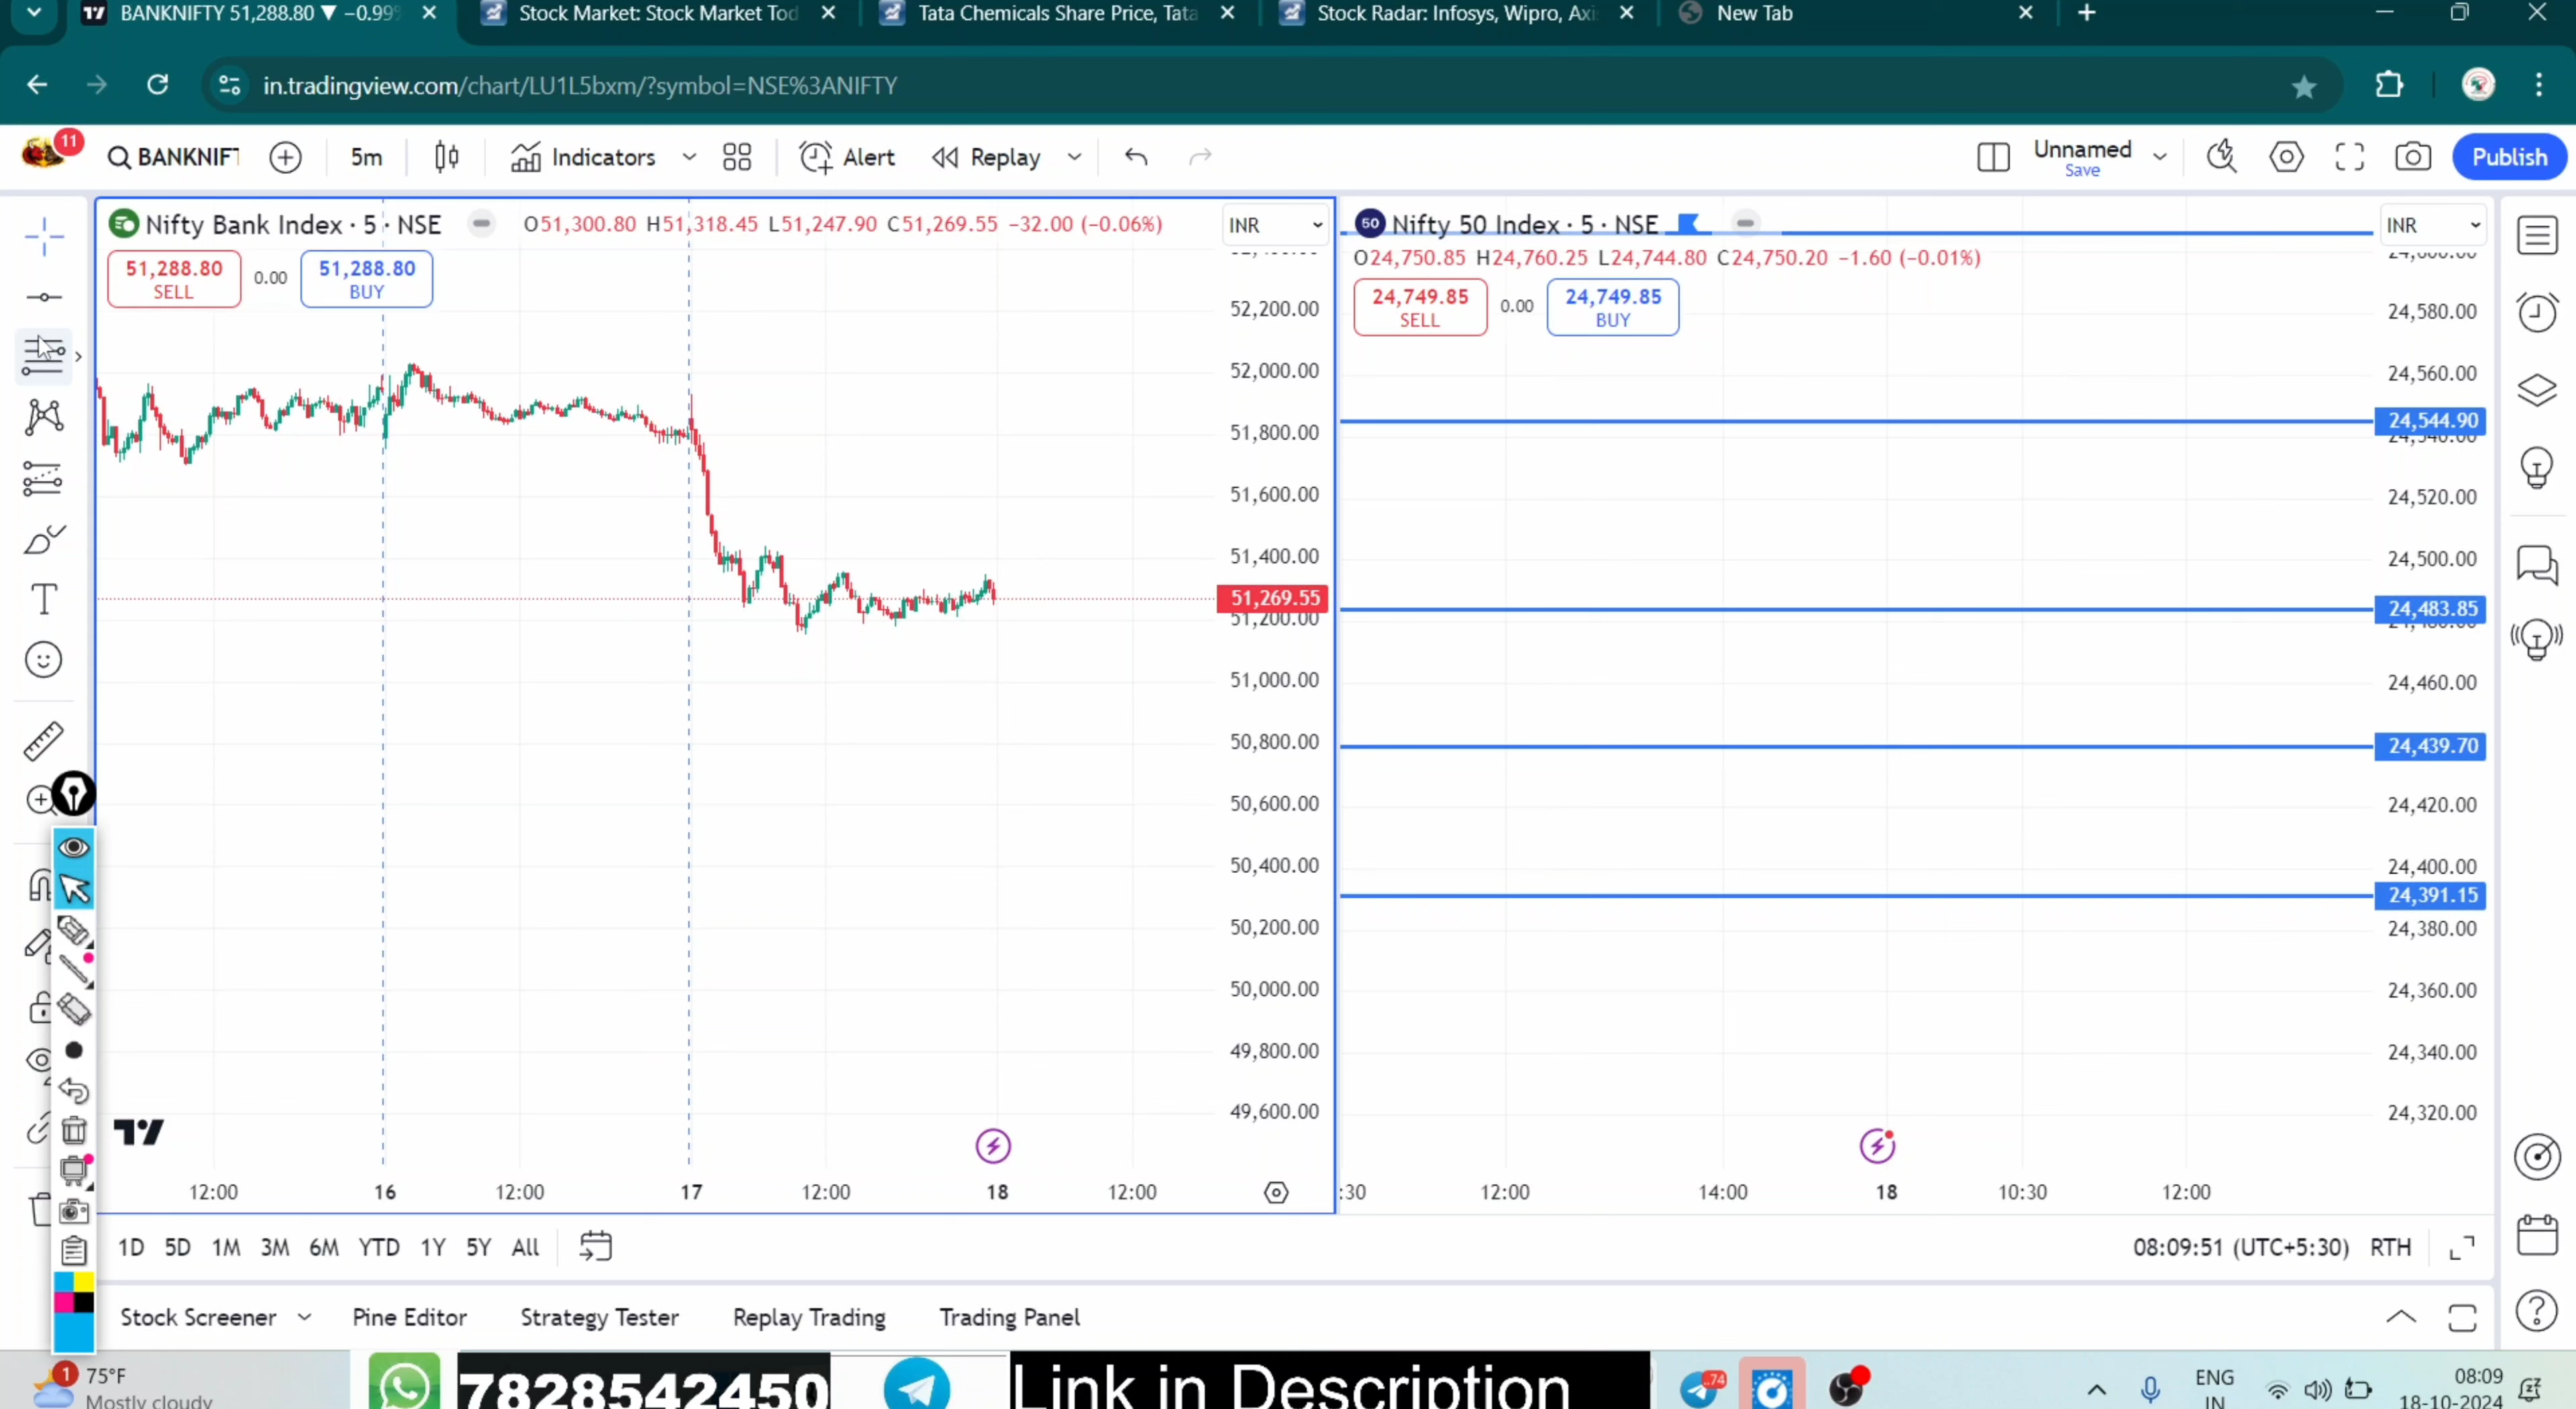 BANKNIFTY 51,288.80 ▼ −0.99%
Stock Market: Stock Market Tod
Tata Chemicals Share Price, Tata
Stock Radar: Infosys, Wipro, Axi
New Tab
in.tradingview.com/chart/LU1L5bxm/?symbol=NSE%3ANIFTY
11
BANKNIFT
5m
Indicators
Alert
Replay
Unnamed
Save
Publish
Nifty Bank Index · 5 · NSE
O51,300.80 H51,318.45 L51,247.90 C51,269.55 −32.00 (−0.06%)
INR
51,288.80
SELL
0.00
51,288.80
BUY
52,200.00
52,000.00
51,800.00
51,600.00
51,400.00
51,269.55
51,200.00
51,000.00
50,800.00
50,600.00
50,400.00
50,200.00
50,000.00
49,800.00
49,600.00
12:00 16 12:00 17 12:00 18 12:00
50 Nifty 50 Index · 5 · NSE
INR
O24,750.85 H24,760.25 L24,744.80 C24,750.20 −1.60 (−0.01%)
24,749.85
SELL
0.00
24,749.85
BUY
24,580.00
24,560.00
24,544.90
24,520.00
24,500.00
24,483.85
24,460.00
24,439.70
24,420.00
24,400.00
24,391.15
24,380.00
24,360.00
24,340.00
24,320.00
:30 12:00 14:00 18 10:30 12:00
1D 5D 1M 3M 6M YTD 1Y 5Y All
08:09:51 (UTC+5:30) RTH
Stock Screener Pine Editor Strategy Tester Replay Trading Trading Panel
1
75°F
Mostly cloudy
7828542450
Link in Description
74
ENG
IN
08:09
18-10-2024